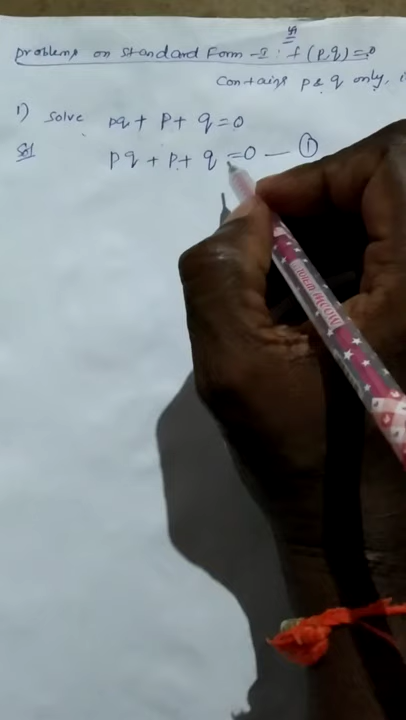 problems on Standard Form - I : f(p,q)=0
Contains p & q only,
1) Solve pq + p + q = 0
Sol pq + p + q = 0 — ①